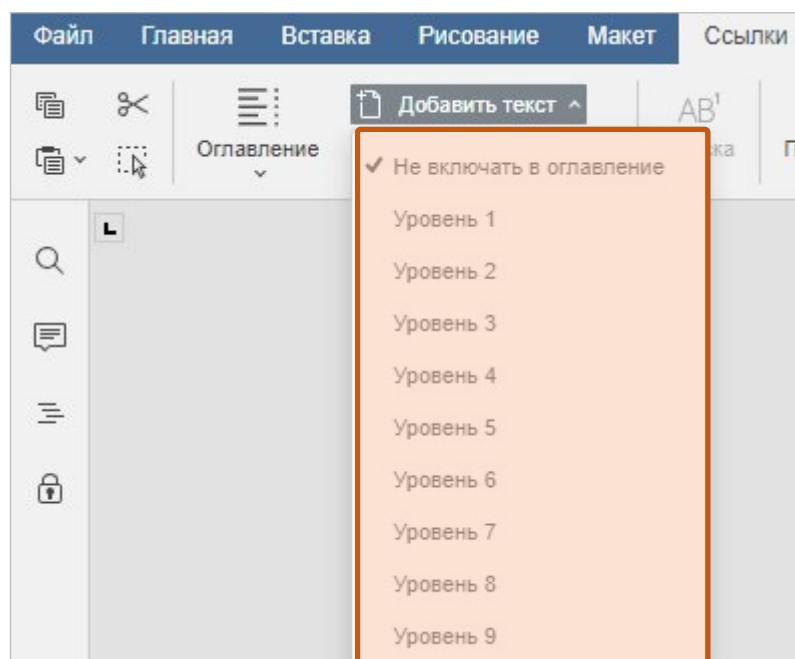 Файл Главная Вставка Рисование Макет Ссылки
Добавить текст
AB¹
Оглавление
Не включать в оглавление
Уровень 1
Уровень 2
Уровень 3
Уровень 4
Уровень 5
Уровень 6
Уровень 7
Уровень 8
Уровень 9